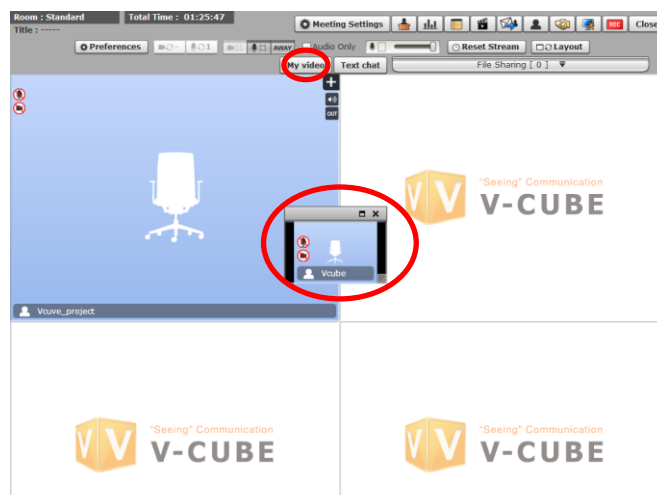 Room : Standard
Total Time : 01:25:47
Title : -----
Meeting Settings
REC
Close
Preferences
1
AWAY
Audio Only
Reset Stream
Layout
My video
Text chat
File Sharing [ 0 ]
OUT
"Seeing" Communication
V-CUBE
Vcube
Vcuve_project
"Seeing" Communication
V-CUBE
"Seeing" Communication
V-CUBE